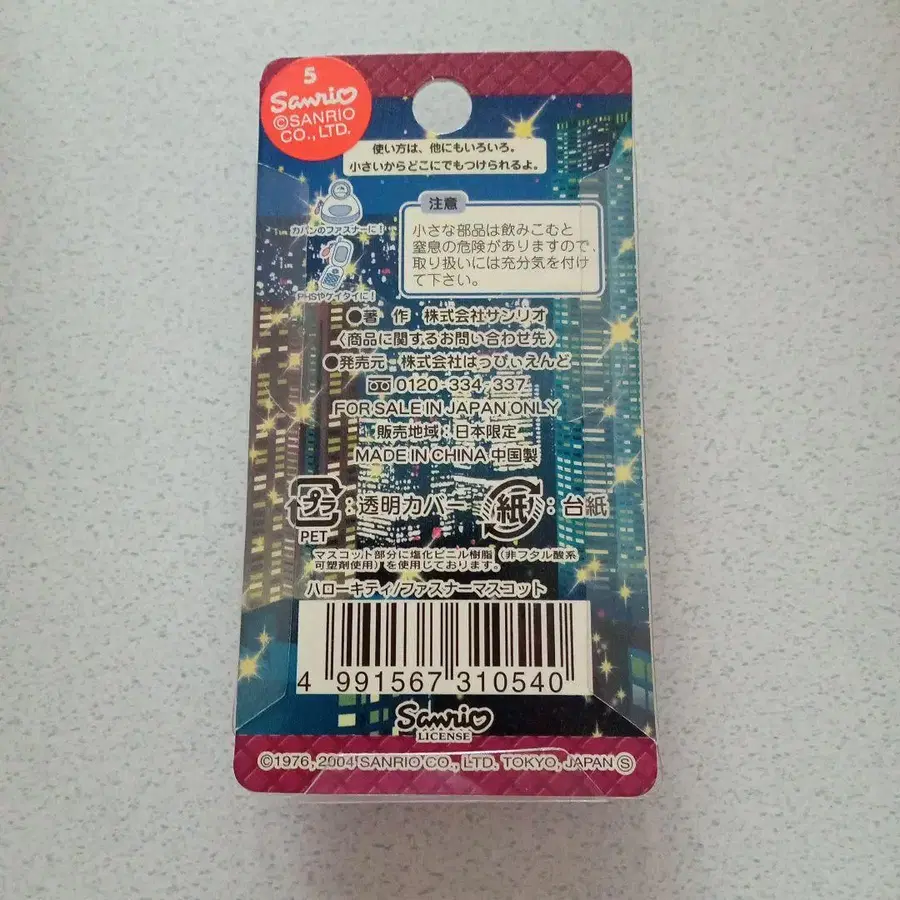 5
Sanrio
©SANRIO
CO., LTD.
使い方は、他にもいろいろ。
小さいからどこにでもつけられるよ。
カバンのファスナーに!
PHSやケイタイに!
注意
小さな部品は飲みこむと
窒息の危険がありますので、
取り扱いには充分気を付け
て下さい。
●著 作 株式会社サンリオ
〈商品に関するお問い合わせ先〉
●発売元 株式会社はっぴぃえんど
0120-334-337
FOR SALE IN JAPAN ONLY
販売地域:日本限定
MADE IN CHINA 中国製
プラ:透明カバー 紙:台紙
PET
マスコット部分に塩化ビニル樹脂(非フタル酸系
可塑剤使用)を使用しております。
ハローキティ/ファスナーマスコット
4 991567 310540
Sanrio
LICENSE
©1976, 2004 SANRIO CO., LTD. TOKYO, JAPAN Ⓢ